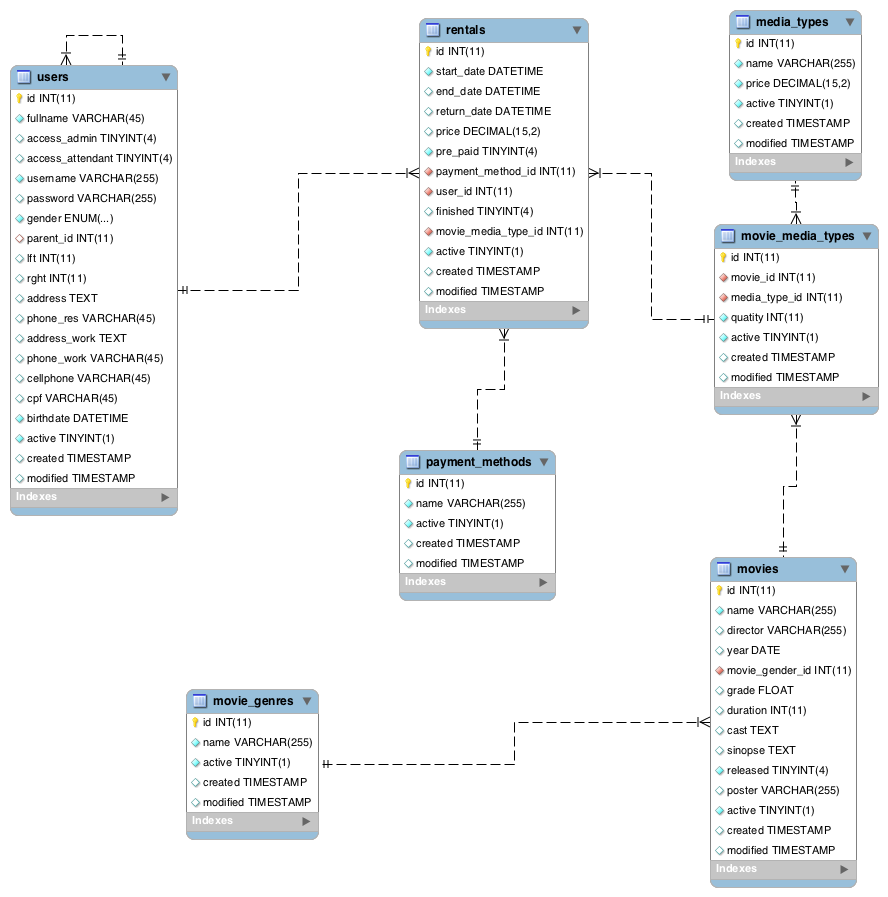 users
id INT(11)
fullname VARCHAR(45)
access_admin TINYINT(4)
access_attendant TINYINT(4)
username VARCHAR(255)
password VARCHAR(255)
gender ENUM(...)
parent_id INT(11)
lft INT(11)
rght INT(11)
address TEXT
phone_res VARCHAR(45)
address_work TEXT
phone_work VARCHAR(45)
cellphone VARCHAR(45)
cpf VARCHAR(45)
birthdate DATETIME
active TINYINT(1)
created TIMESTAMP
modified TIMESTAMP
Indexes
rentals
id INT(11)
start_date DATETIME
end_date DATETIME
return_date DATETIME
price DECIMAL(15,2)
pre_paid TINYINT(4)
payment_method_id INT(11)
user_id INT(11)
finished TINYINT(4)
movie_media_type_id INT(11)
active TINYINT(1)
created TIMESTAMP
modified TIMESTAMP
Indexes
media_types
id INT(11)
name VARCHAR(255)
price DECIMAL(15,2)
active TINYINT(1)
created TIMESTAMP
modified TIMESTAMP
Indexes
movie_media_types
id INT(11)
movie_id INT(11)
media_type_id INT(11)
quatity INT(11)
active TINYINT(1)
created TIMESTAMP
modified TIMESTAMP
Indexes
payment_methods
id INT(11)
name VARCHAR(255)
active TINYINT(1)
created TIMESTAMP
modified TIMESTAMP
Indexes
movie_genres
id INT(11)
name VARCHAR(255)
active TINYINT(1)
created TIMESTAMP
modified TIMESTAMP
Indexes
movies
id INT(11)
name VARCHAR(255)
director VARCHAR(255)
year DATE
movie_gender_id INT(11)
grade FLOAT
duration INT(11)
cast TEXT
sinopse TEXT
released TINYINT(4)
poster VARCHAR(255)
active TINYINT(1)
created TIMESTAMP
modified TIMESTAMP
Indexes